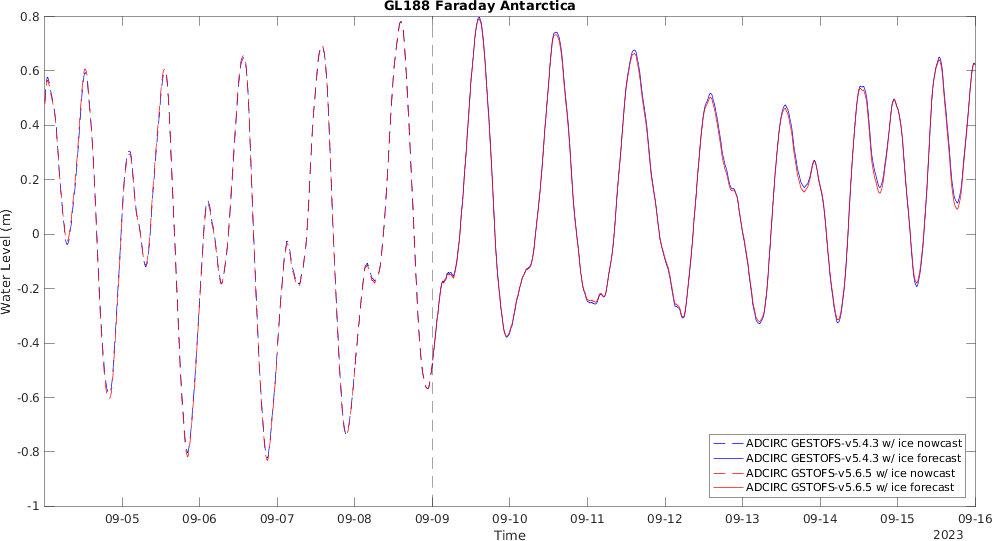 GL188 Faraday Antarctica
0.8
0.6
0.4
0.2
0
-0.2
-0.4
-0.6
-0.8
-1
Water Level (m)
09-05 09-06 09-07 09-08 09-09 09-10 09-11 09-12 09-13 09-14 09-15 09-16
Time
2023
ADCIRC GESTOFS-v5.4.3 w/ ice nowcast
ADCIRC GESTOFS-v5.4.3 w/ ice forecast
ADCIRC GSTOFS-v5.6.5 w/ ice nowcast
ADCIRC GSTOFS-v5.6.5 w/ ice forecast